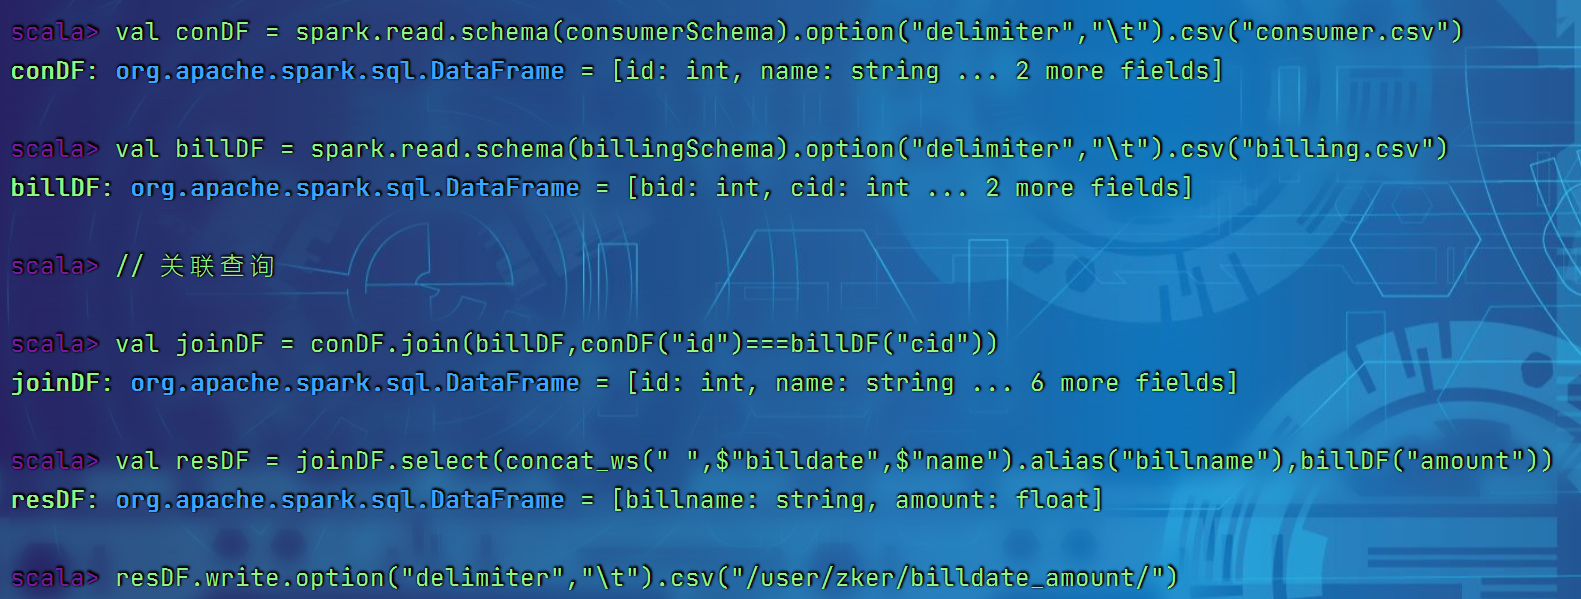 scala> val conDF = spark.read.schema(consumerSchema).option("delimiter","\t").csv("consumer.csv")
conDF: org.apache.spark.sql.DataFrame = [id: int, name: string ... 2 more fields]
scala> val billDF = spark.read.schema(billingSchema).option("delimiter","\t").csv("billing.csv")
billDF: org.apache.spark.sql.DataFrame = [bid: int, cid: int ... 2 more fields]
scala> // 关联查询
scala> val joinDF = conDF.join(billDF,conDF("id")===billDF("cid"))
joinDF: org.apache.spark.sql.DataFrame = [id: int, name: string ... 6 more fields]
scala> val resDF = joinDF.select(concat_ws(" ",$"billdate",$"name").alias("billname"),billDF("amount"))
resDF: org.apache.spark.sql.DataFrame = [billname: string, amount: float]
scala> resDF.write.option("delimiter","\t").csv("/user/zker/billdate_amount/")